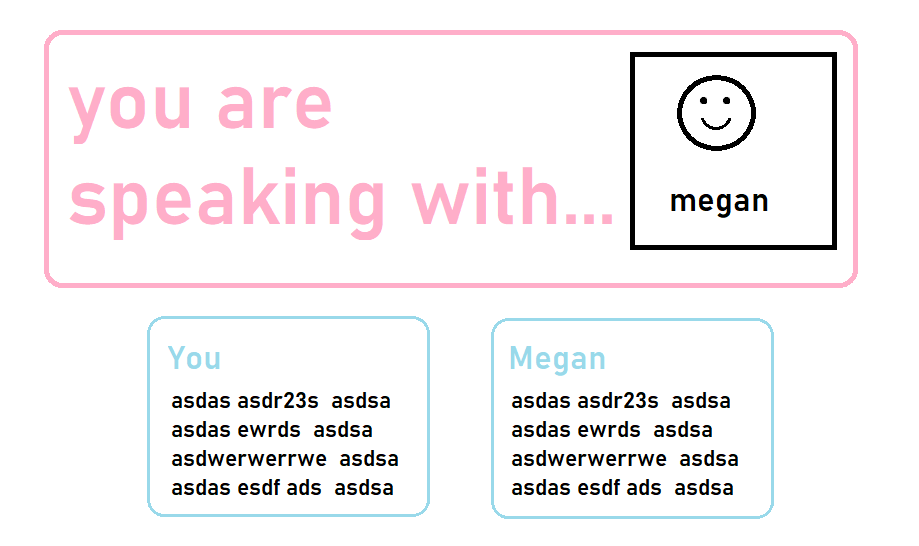 you are
speaking with...
megan
You
asdas asdr23s  asdsa
asdas ewrds  asdsa
asdwerwerrwe  asdsa
asdas esdf ads  asdsa
Megan
asdas asdr23s  asdsa
asdas ewrds  asdsa
asdwerwerrwe  asdsa
asdas esdf ads  asdsa